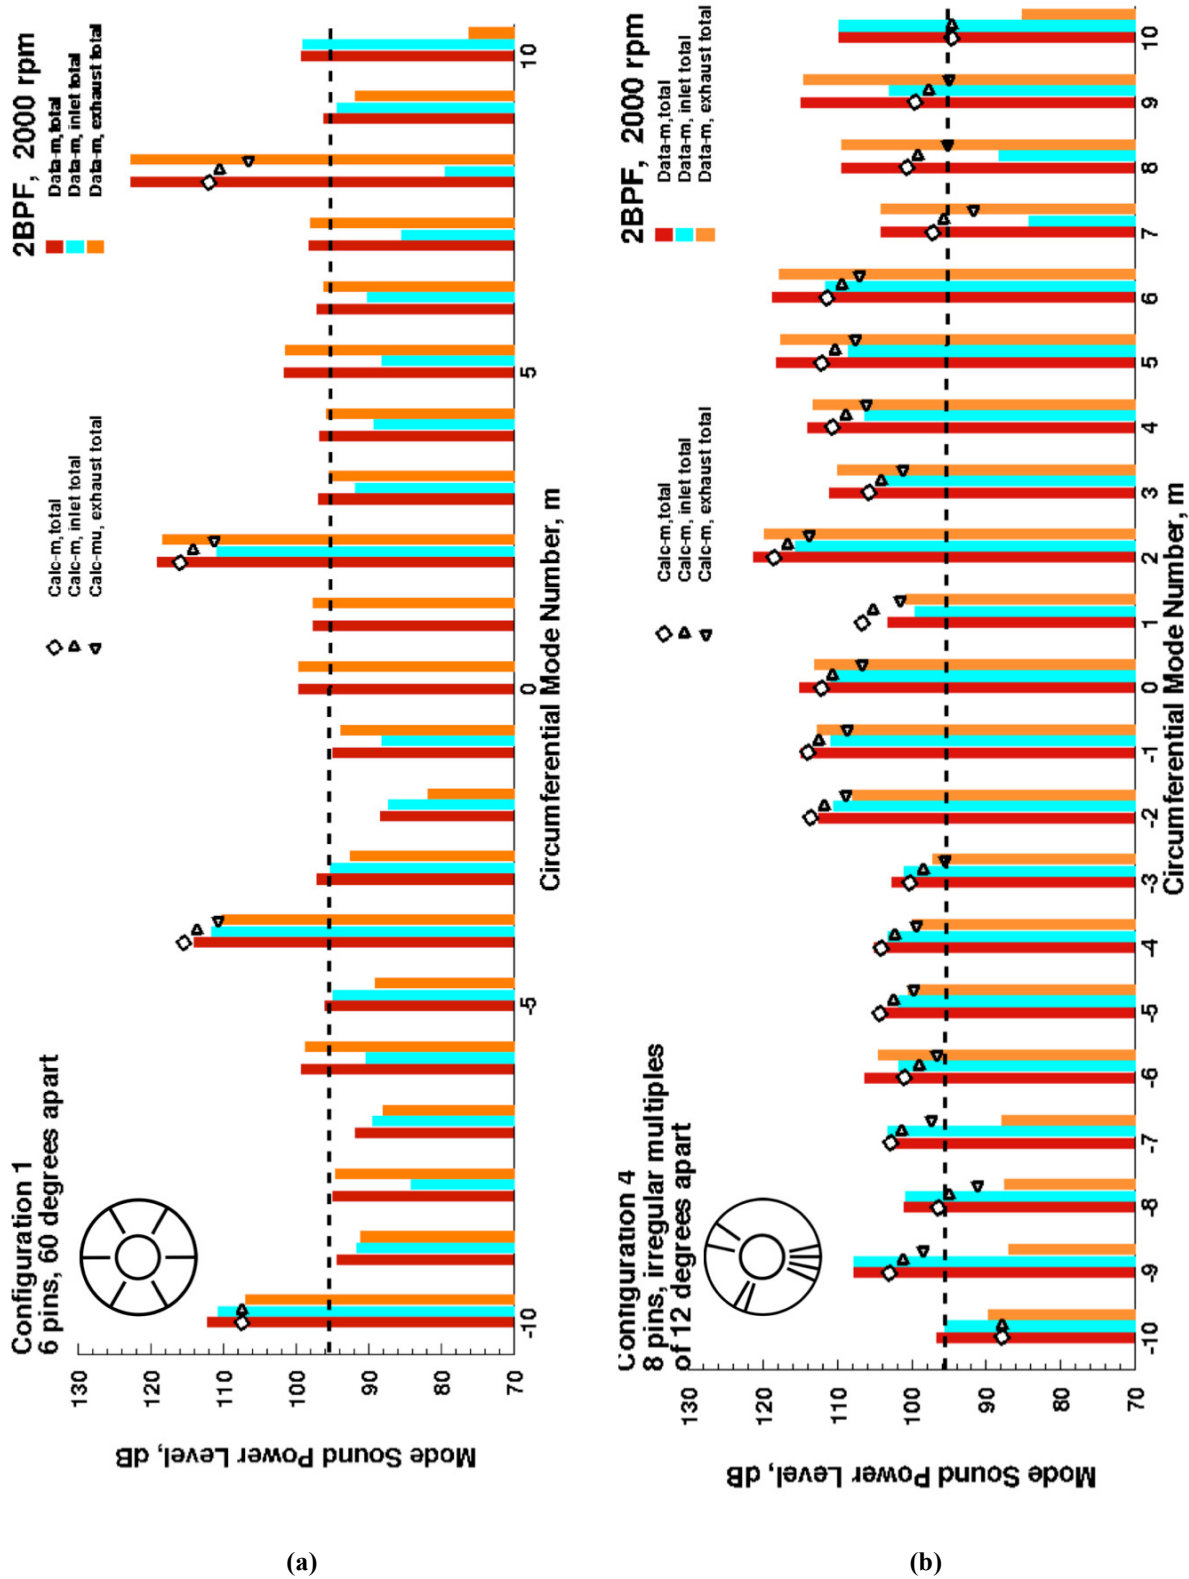 Configuration 1
6 pins, 60 degrees apart
2BPF, 2000 rpm
Calc-m,total
Calc-m, inlet total
Calc-mu, exhaust total
Data-m,total
Data-m, inlet total
Data-m, exhaust total
Mode Sound Power Level, dB
130
120
110
100
90
80
70
-10
-5
0
5
10
Circumferential Mode Number, m
(a)
Configuration 4
8 pins, irregular multiples
of 12 degrees apart
2BPF, 2000 rpm
Calc-m,total
Calc-m, inlet total
Calc-m, exhaust total
Data-m,total
Data-m, inlet total
Data-m, exhaust total
Mode Sound Power Level, dB
130
120
110
100
90
80
70
-10
-9
-8
-7
-6
-5
-4
-3
-2
-1
0
1
2
3
4
5
6
7
8
9
10
Circumferential Mode Number, m
(b)